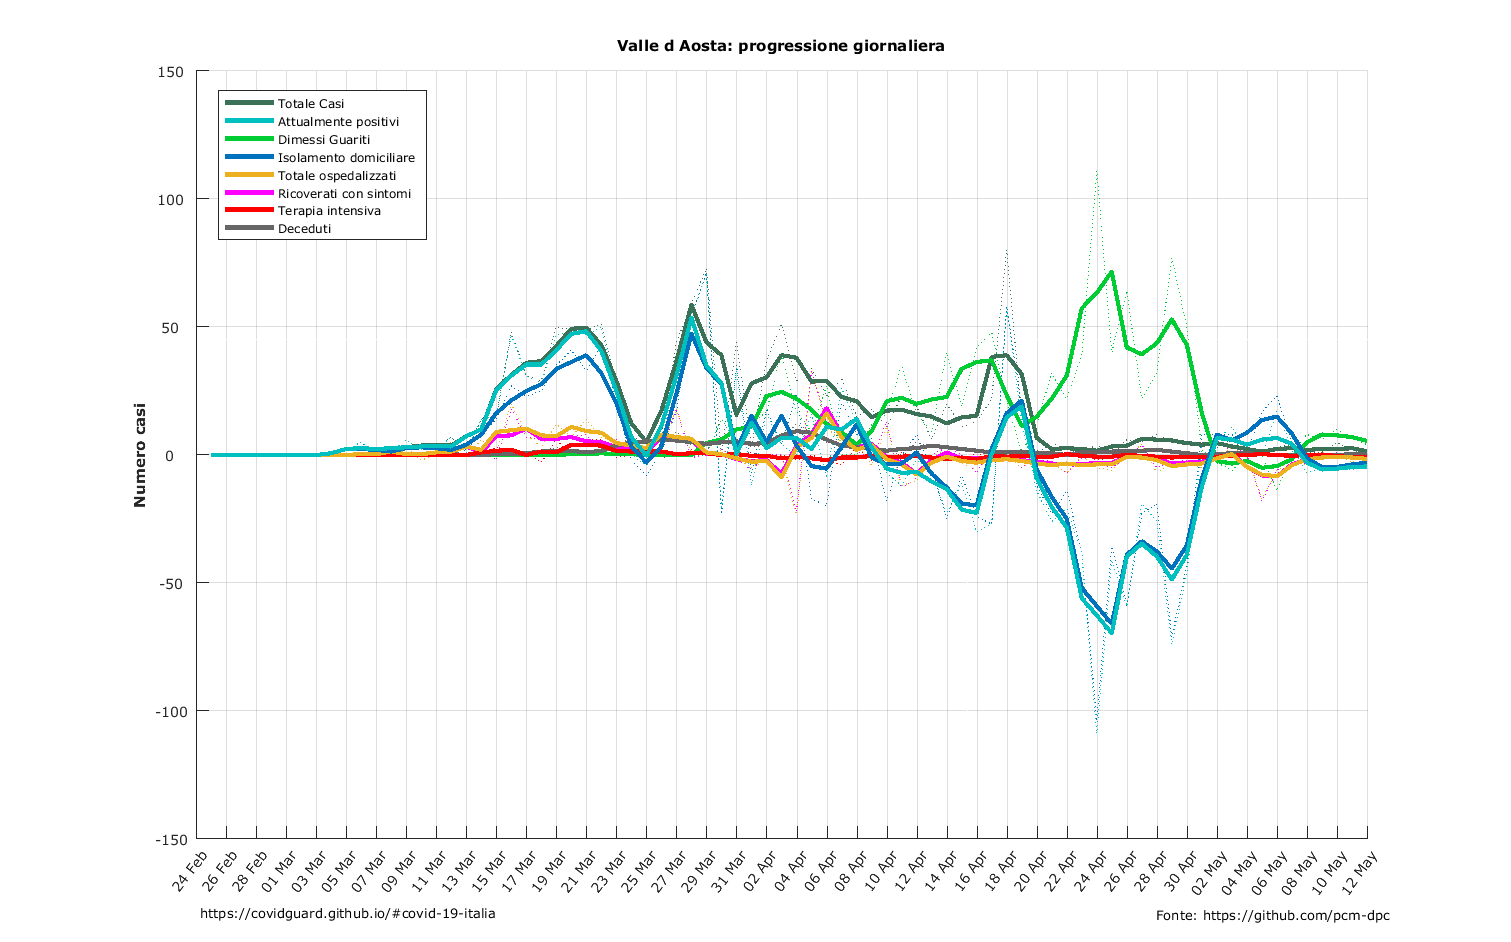 Valle d Aosta: progressione giornaliera
150
100
50
0
-50
-100
-150
Numero casi
Totale Casi
Attualmente positivi
Dimessi Guariti
Isolamento domiciliare
Totale ospedalizzati
Ricoverati con sintomi
Terapia intensiva
Deceduti
24 Feb
26 Feb
28 Feb
01 Mar
03 Mar
05 Mar
07 Mar
09 Mar
11 Mar
13 Mar
15 Mar
17 Mar
19 Mar
21 Mar
23 Mar
25 Mar
27 Mar
29 Mar
31 Mar
02 Apr
04 Apr
06 Apr
08 Apr
10 Apr
12 Apr
14 Apr
16 Apr
18 Apr
20 Apr
22 Apr
24 Apr
26 Apr
28 Apr
30 Apr
02 May
04 May
06 May
08 May
10 May
12 May
https://covidguard.github.io/#covid-19-italia
Fonte: https://github.com/pcm-dpc